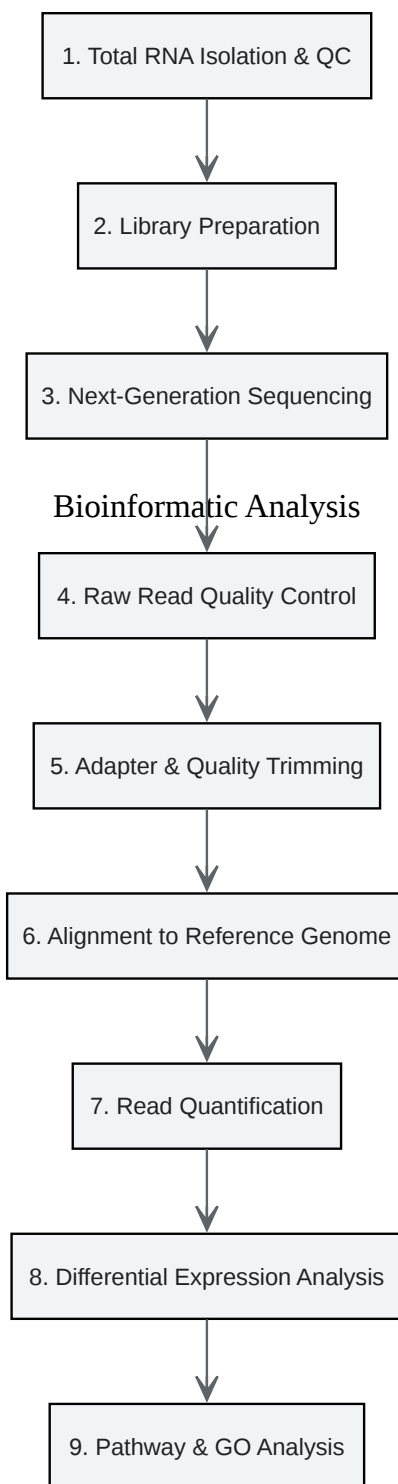 1. Total RNA Isolation & QC
2. Library Preparation
3. Next-Generation Sequencing
Bioinformatic Analysis
4. Raw Read Quality Control
5. Adapter & Quality Trimming
6. Alignment to Reference Genome
7. Read Quantification
8. Differential Expression Analysis
9. Pathway & GO Analysis